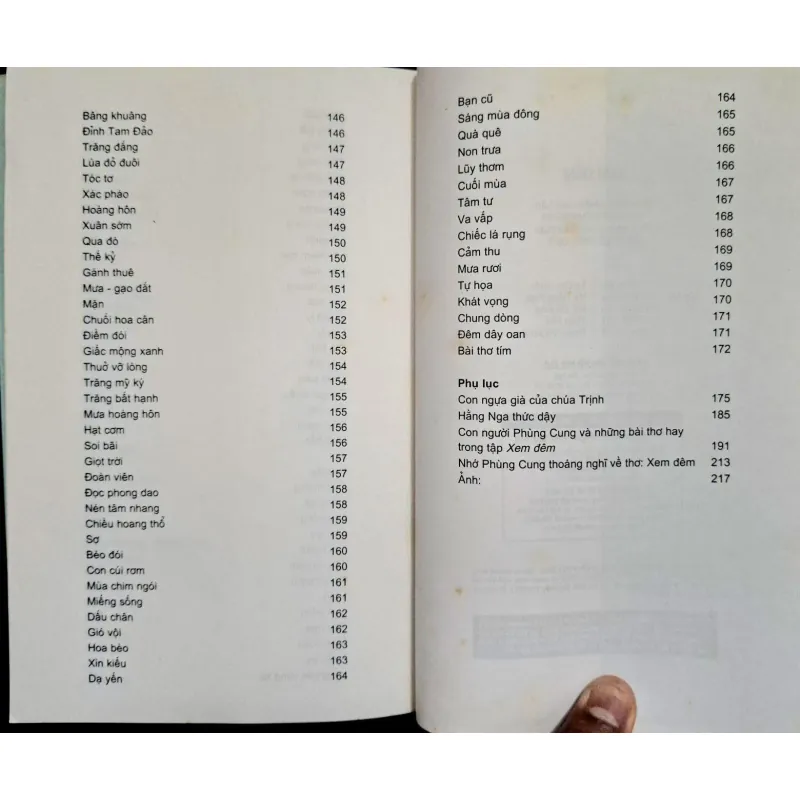 Bâng khuâng 146
Đỉnh Tam Đảo 146
Trăng đắng 147
Lúa đỏ đuôi 147
Tóc tơ 148
Xác pháo 148
Hoàng hôn 149
Xuân sớm 149
Qua đò 150
Thế kỷ 150
Gánh thuê 151
Mưa - gạo đắt 151
Mận 152
Chuối hoa cân 152
Điềm đói 153
Giấc mộng xanh 153
Thuở vỡ lòng 154
Trăng mỹ ký 154
Trăng bất hạnh 155
Mưa hoàng hôn 155
Hạt cơm 156
Soi bãi 156
Giọt trời 157
Đoàn viên 157
Đọc phong dao 158
Nén tâm nhang 158
Chiều hoang thổ 159
Sợ 159
Bèo đói 160
Con cúi rơm 160
Mùa chim ngói 161
Miếng sống 161
Dấu chân 162
Gió vội 162
Hoa bèo 163
Xin kiếu 163
Dạ yến 164
Bạn cũ 164
Sáng mùa đông 165
Quà quê 165
Non trưa 166
Lũy thơm 166
Cuối mùa 167
Tâm tư 167
Va vấp 168
Chiếc lá rụng 168
Cảm thu 169
Mưa rươi 169
Tự họa 170
Khát vọng 170
Chung dòng 171
Đêm dây oan 171
Bài thơ tím 172
Phụ lục
Con ngựa già của chúa Trịnh 175
Hằng Nga thức dậy 185
Con người Phùng Cung và những bài thơ hay
trong tập Xem đêm 191
Nhớ Phùng Cung thoáng nghĩ về thơ: Xem đêm 213
Ảnh: 217